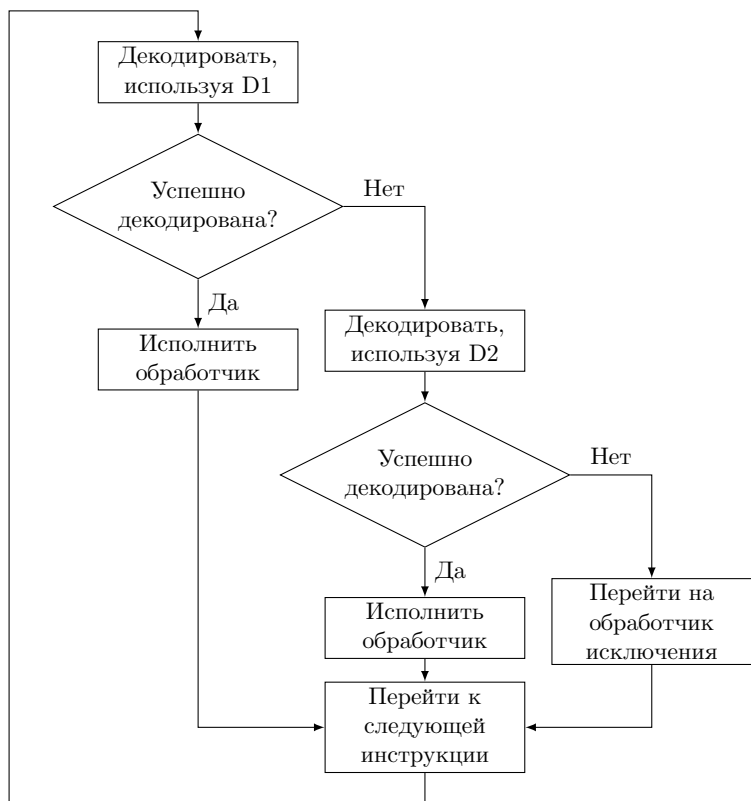 Декодировать,
используя D1
Успешно
декодирована?
Нет
Да
Исполнить
обработчик
Декодировать,
используя D2
Успешно
декодирована?
Нет
Да
Исполнить
обработчик
Перейти на
обработчик
исключения
Перейти к
следующей
инструкции